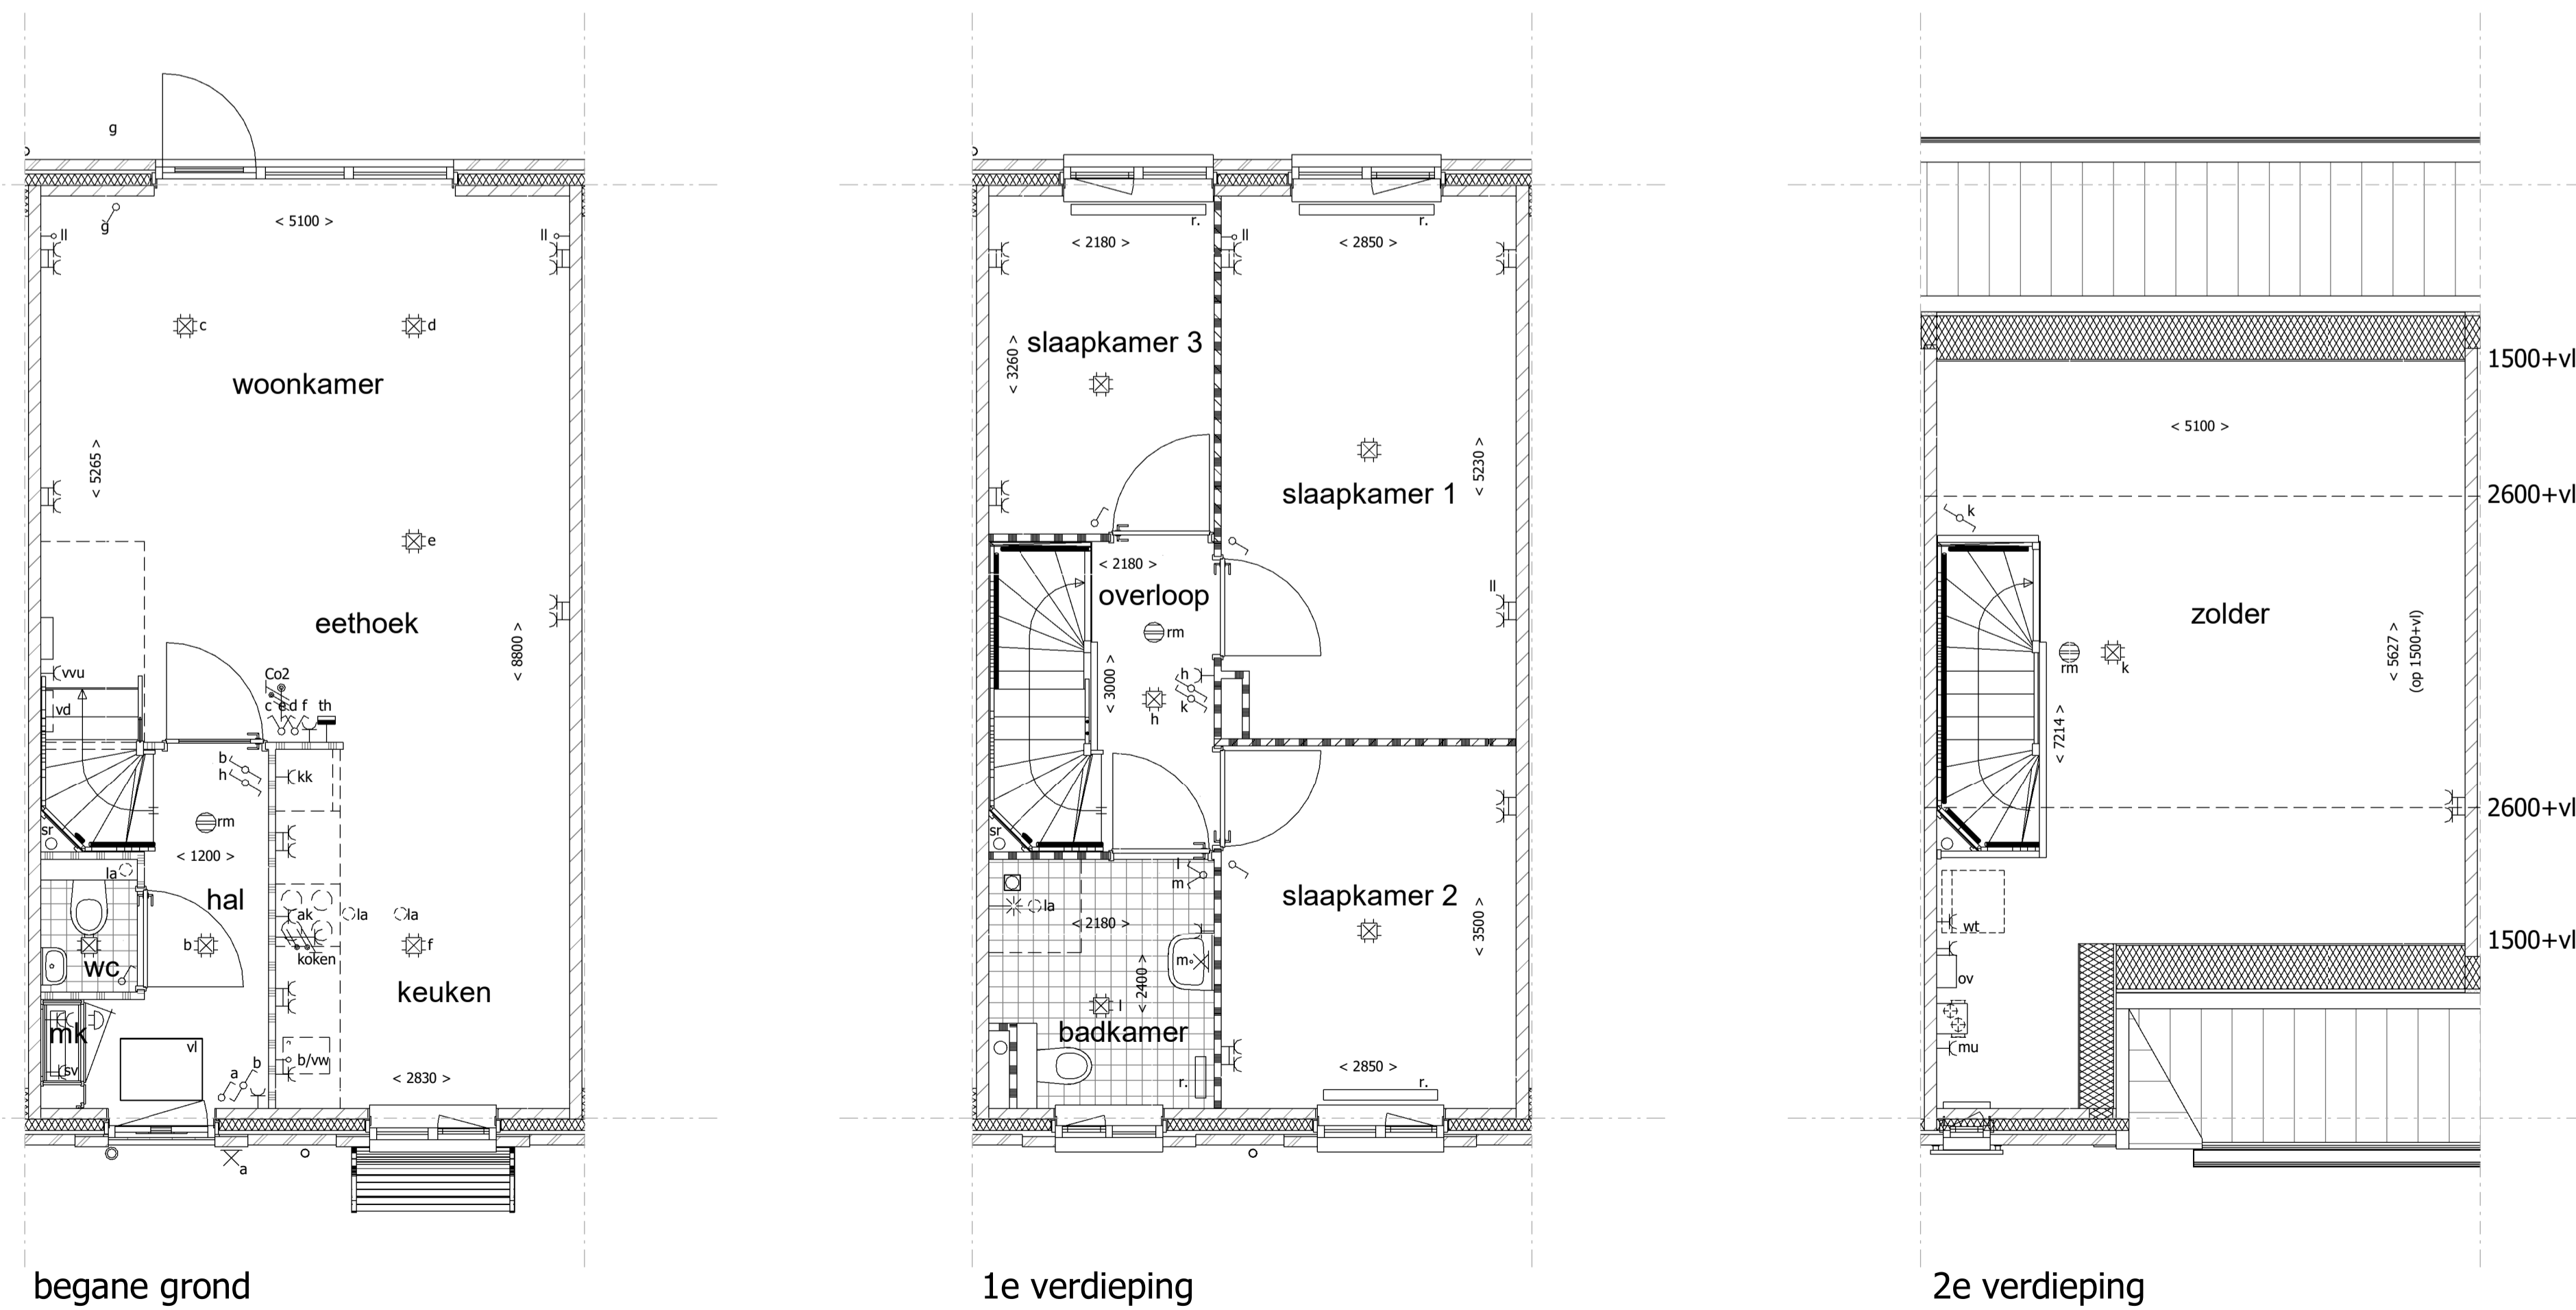 g
g
< 5100 >
ll
ll
c
d
woonkamer
< 5265 >
e
eethoek
< 8800 >
vvu
Co2
vd
c e d f th
b
h
kk
sr
rm
< 1200 >
la
hal
ak
la
la
b
f
wc
koken
keuken
mk
vl
sv
a
b
b/vw
< 2830 >
a
begane grond
r.
r.
< 2180 >
ll
< 2850 >
slaapkamer 3
< 3260 >
slaapkamer 1
< 5230 >
< 2180 >
overloop
ll
rm
< 3000 >
h
k
h
sr
l
m
slaapkamer 2
la
< 2180 >
< 3500 >
m
< 2400 >
l
badkamer
r.
< 2850 >
r.
1e verdieping
1500+vl
< 5100 >
2600+vl
k
zolder
rm
k
< 5627 >
(op 1500+vl)
< 7214 >
2600+vl
wt
1500+vl
ov
mu
2e verdieping